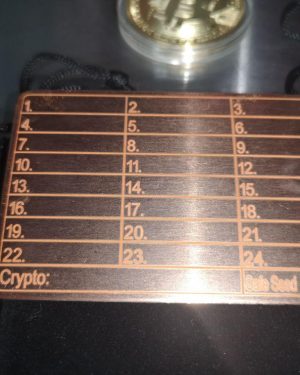 1. 2. 3.
4. 5. 6.
7. 8. 9.
10. 11. 12.
13. 14. 15.
16. 17. 18.
19. 20. 21.
22. 23. 24.
Crypto: Safe Seed